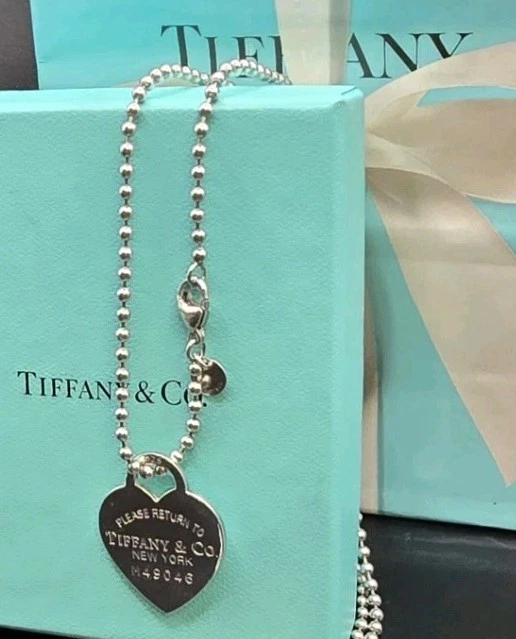 TIFFANY
TIFFANY & CO.
PLEASE RETURN TO
TIFFANY & CO.
NEW YORK
M49046